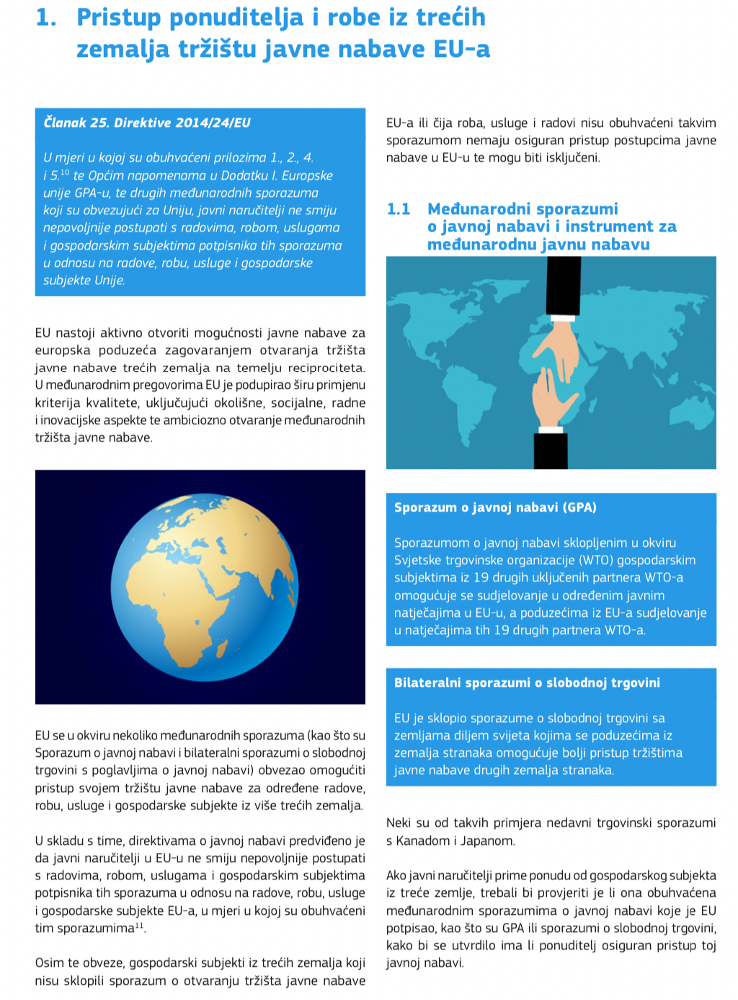 1. Pristup ponuditelja i robe iz trećih
zemalja tržištu javne nabave EU-a
Članak 25. Direktive 2014/24/EU
U mjeri u kojoj su obuhvaćeni prilozima 1., 2., 4.
i 5.¹⁰ te Općim napomenama u Dodatku I. Europske
unije GPA-u, te drugih međunarodnih sporazuma
koji su obvezujući za Uniju, javni naručitelji ne smiju
nepovoljnije postupati s radovima, robom, uslugama
i gospodarskim subjektima potpisnika tih sporazuma
u odnosu na radove, robu, usluge i gospodarske
subjekte Unije.
EU nastoji aktivno otvoriti mogućnosti javne nabave za
europska poduzeća zagovaranjem otvaranja tržišta
javne nabave trećih zemalja na temelju reciprociteta.
U međunarodnim pregovorima EU je podupirao širu primjenu
kriterija kvalitete, uključujući okolišne, socijalne, radne
i inovacijske aspekte te ambiciozno otvaranje međunarodnih
tržišta javne nabave.
EU se u okviru nekoliko međunarodnih sporazuma (kao što su
Sporazum o javnoj nabavi i bilateralni sporazumi o slobodnoj
trgovini s poglavljima o javnoj nabavi) obvezao omogućiti
pristup svojem tržištu javne nabave za određene radove,
robu, usluge i gospodarske subjekte iz više trećih zemalja.
U skladu s time, direktivama o javnoj nabavi predviđeno je
da javni naručitelji u EU-u ne smiju nepovoljnije postupati
s radovima, robom, uslugama i gospodarskim subjektima
potpisnika tih sporazuma u odnosu na radove, robu, usluge
i gospodarske subjekte EU-a, u mjeri u kojoj su obuhvaćeni
tim sporazumima¹¹.
Osim te obveze, gospodarski subjekti iz trećih zemalja koji
nisu sklopili sporazum o otvaranju tržišta javne nabave
EU-a ili čija roba, usluge i radovi nisu obuhvaćeni takvim
sporazumom nemaju osiguran pristup postupcima javne
nabave u EU-u te mogu biti isključeni.
1.1 Međunarodni sporazumi
o javnoj nabavi i instrument za
međunarodnu javnu nabavu
Sporazum o javnoj nabavi (GPA)
Sporazumom o javnoj nabavi sklopljenim u okviru
Svjetske trgovinske organizacije (WTO) gospodarskim
subjektima iz 19 drugih uključenih partnera WTO-a
omogućuje se sudjelovanje u određenim javnim
natječajima u EU-u, a poduzećima iz EU-a sudjelovanje
u natječajima tih 19 drugih partnera WTO-a.
Bilateralni sporazumi o slobodnoj trgovini
EU je sklopio sporazume o slobodnoj trgovini sa
zemljama diljem svijeta kojima se poduzećima iz
zemalja stranaka omogućuje bolji pristup tržištima
javne nabave drugih zemalja stranaka.
Neki su od takvih primjera nedavni trgovinski sporazumi
s Kanadom i Japanom.
Ako javni naručitelji prime ponudu od gospodarskog subjekta
iz treće zemlje, trebali bi provjeriti je li ona obuhvaćena
međunarodnim sporazumima o javnoj nabavi koje je EU
potpisao, kao što su GPA ili sporazumi o slobodnoj trgovini,
kako bi se utvrdilo ima li ponuditelj osiguran pristup toj
javnoj nabavi.